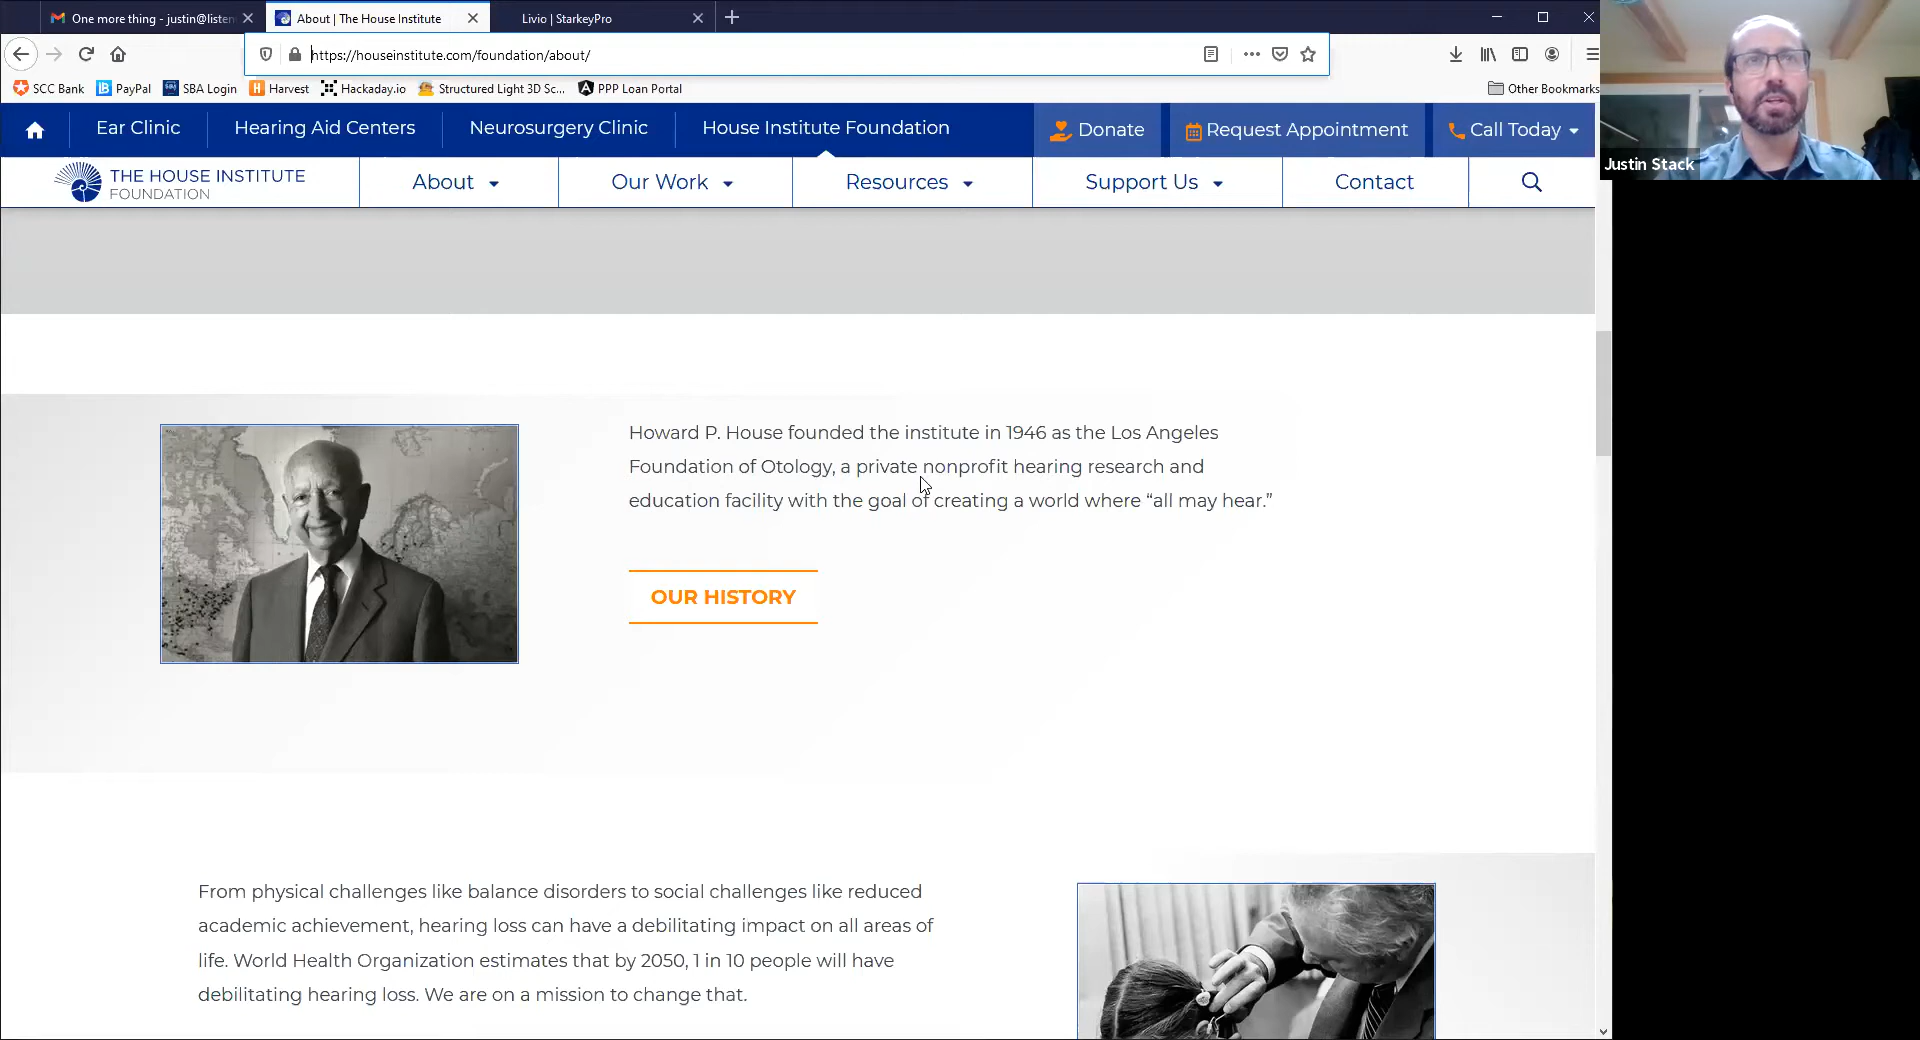 One more thing - justin@listen
About | The House Institute
Livio | StarkeyPro
https://houseinstitute.com/foundation/about/
SCC Bank
PayPal
SBA Login
Harvest
Hackaday.io
Structured Light 3D Sc...
PPP Loan Portal
Other Bookmarks
Ear Clinic
Hearing Aid Centers
Neurosurgery Clinic
House Institute Foundation
Donate
Request Appointment
Call Today
Justin Stack
THE HOUSE INSTITUTE
FOUNDATION
About
Our Work
Resources
Support Us
Contact
Howard P. House founded the institute in 1946 as the Los Angeles
Foundation of Otology, a private nonprofit hearing research and
education facility with the goal of creating a world where “all may hear.”
OUR HISTORY
From physical challenges like balance disorders to social challenges like reduced
academic achievement, hearing loss can have a debilitating impact on all areas of
life. World Health Organization estimates that by 2050, 1 in 10 people will have
debilitating hearing loss. We are on a mission to change that.